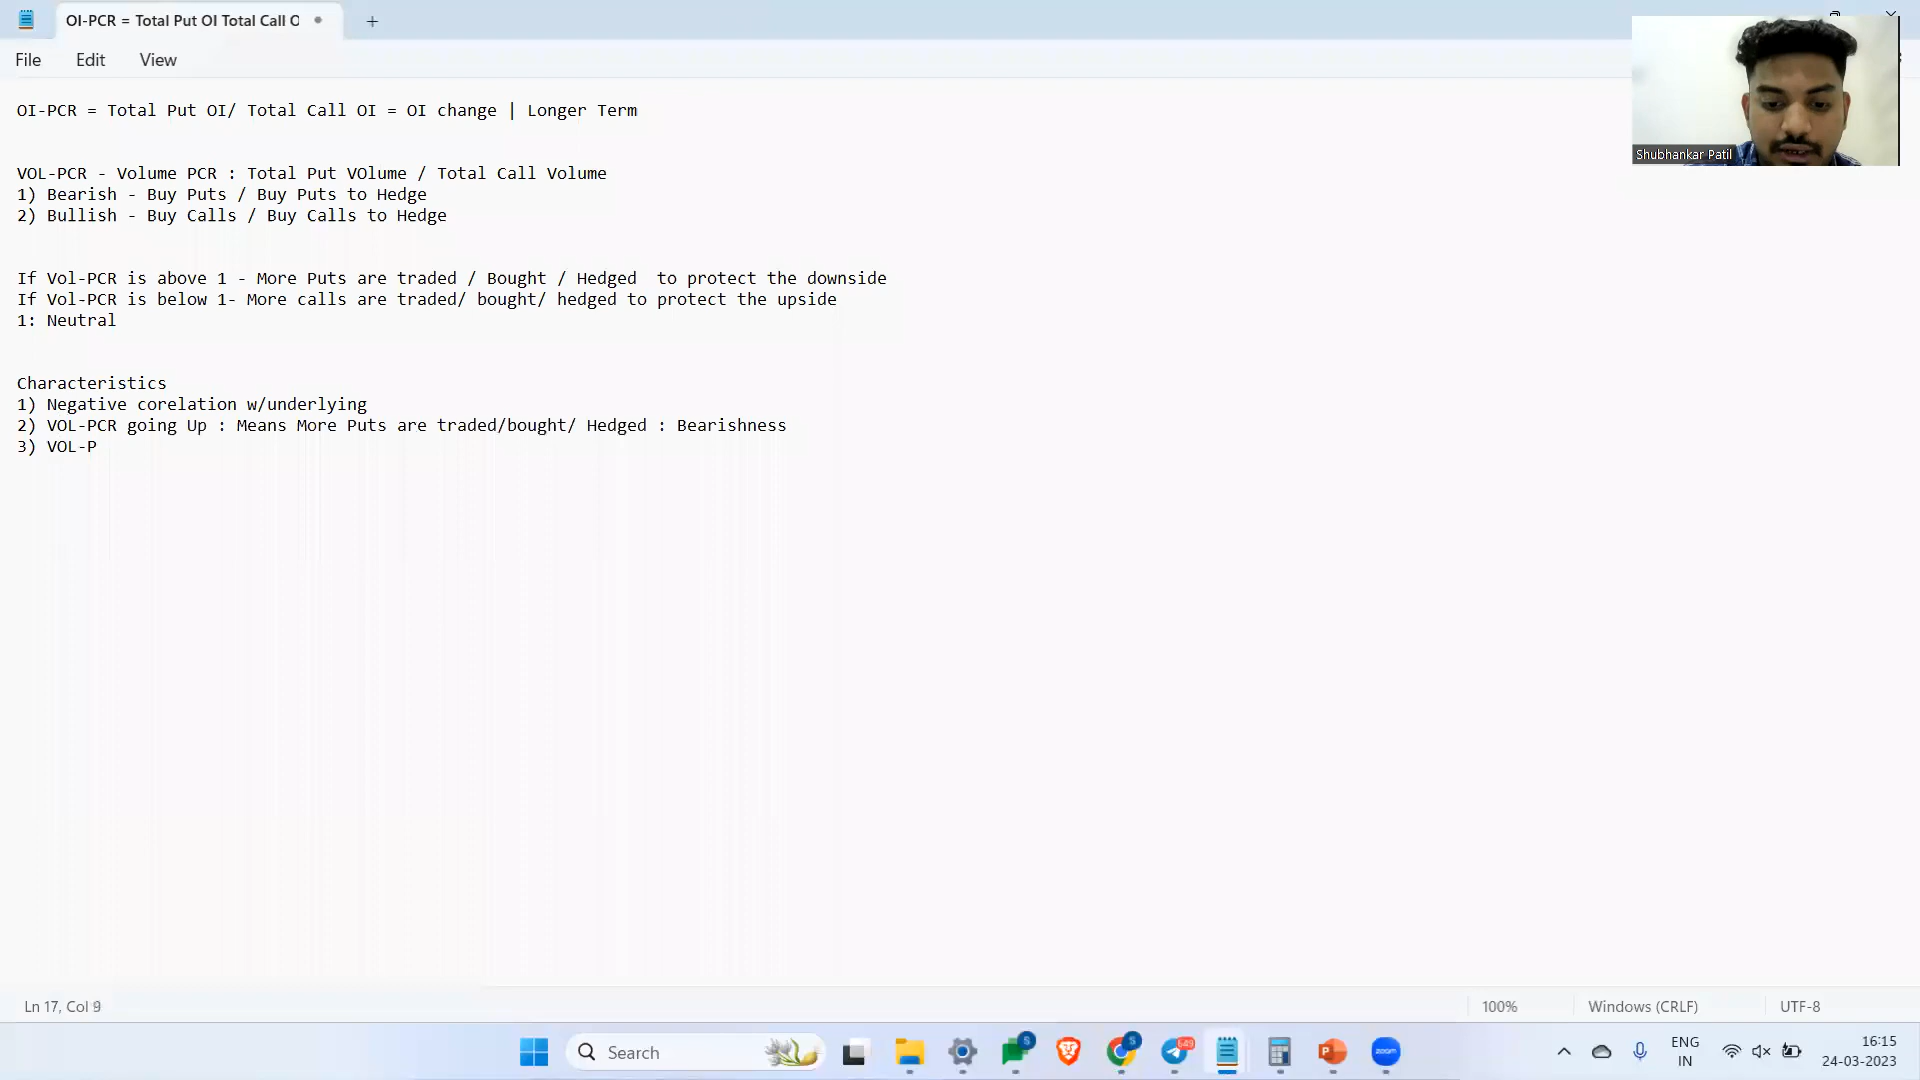 OI-PCR = Total Put OI Total Call O
File Edit View
OI-PCR = Total Put OI/ Total Call OI = OI change | Longer Term
VOL-PCR - Volume PCR : Total Put VOlume / Total Call Volume
1) Bearish - Buy Puts / Buy Puts to Hedge
2) Bullish - Buy Calls / Buy Calls to Hedge
If Vol-PCR is above 1 - More Puts are traded / Bought / Hedged  to protect the downside
If Vol-PCR is below 1- More calls are traded/ bought/ hedged to protect the upside
1: Neutral
Characteristics
1) Negative corelation w/underlying
2) VOL-PCR going Up : Means More Puts are traded/bought/ Hedged : Bearishness
3) VOL-P
Shubhankar Patil
Ln 17, Col 9 100% Windows (CRLF) UTF-8
Search
S
S
649
P
zoom
ENG
IN
16:15
24-03-2023